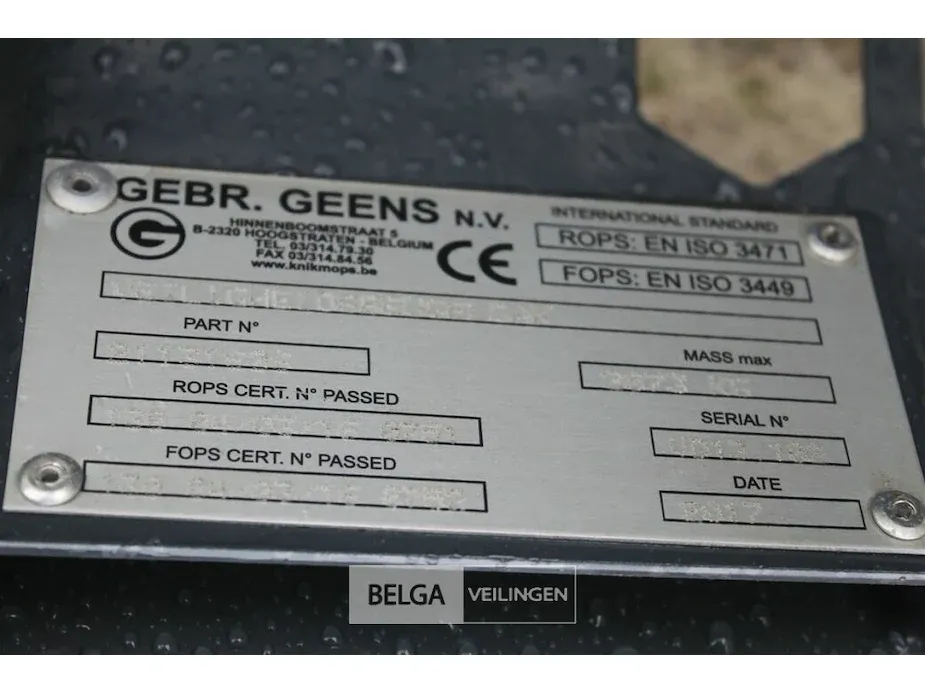 GEBR. GEENS N.V.
HINNENBOOMSTRAAT 5
B-2320 HOOGSTRATEN - BELGIUM
TEL. 03/314.79.30
FAX 03/314.84.56
www.knikmops.be
G
CE
INTERNATIONAL STANDARD
ROPS: EN ISO 3471
FOPS: EN ISO 3449
PART N°
MASS max
ROPS CERT. N° PASSED
SERIAL N°
FOPS CERT. N° PASSED
DATE
2017
BELGA VEILINGEN